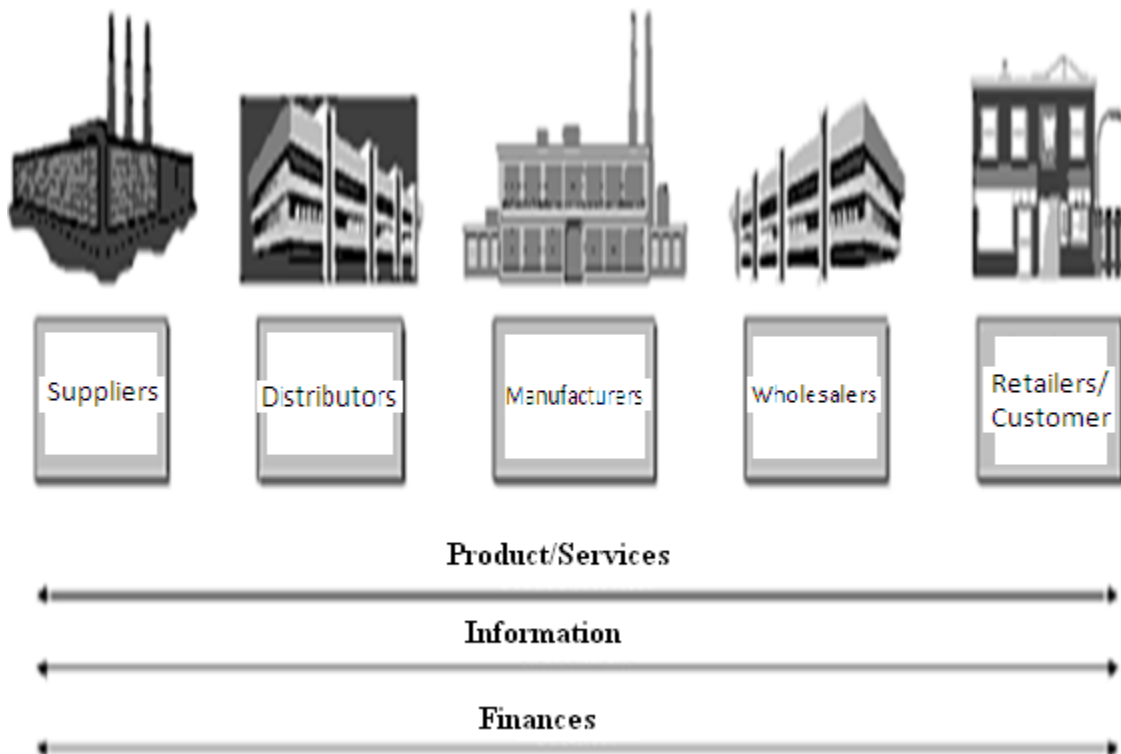 Suppliers
Distributors
Manufacturers
Wholesalers
Retailers/
Customer
Product/Services
Information
Finances